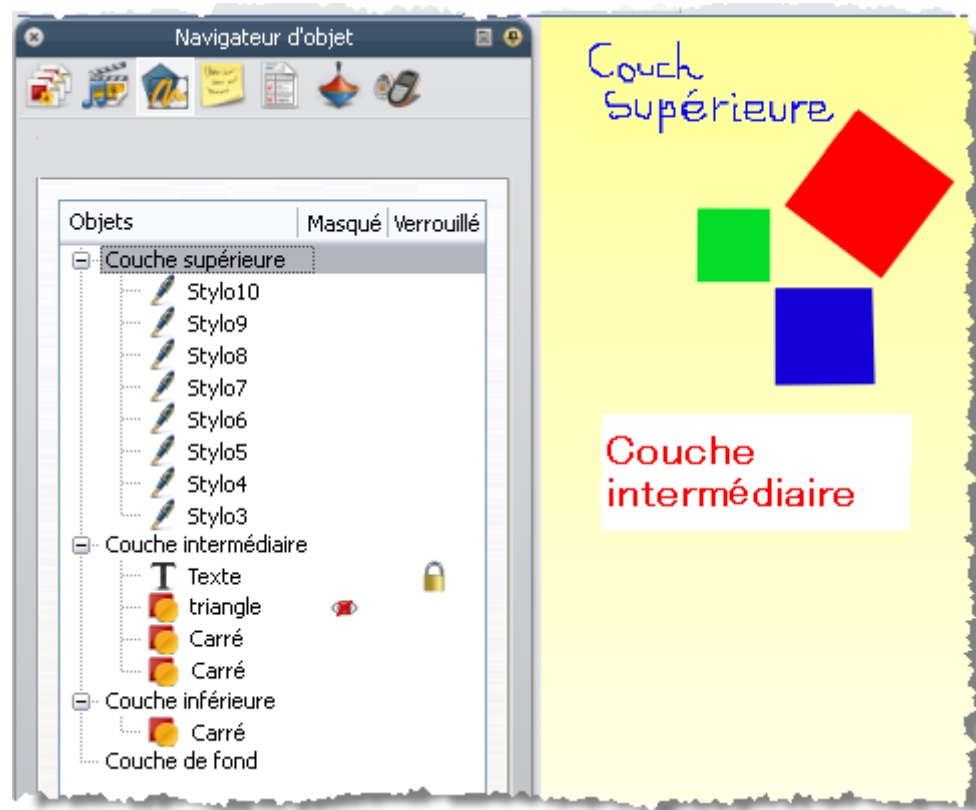 Navigateur d'objet
Objets Masqué Verrouillé
Couche supérieure
Stylo10
Stylo9
Stylo8
Stylo7
Stylo6
Stylo5
Stylo4
Stylo3
Couche intermédiaire
Texte
triangle
Carré
Carré
Couche inférieure
Carré
Couche de fond
Couch
Supérieure
Couche
intermédiaire